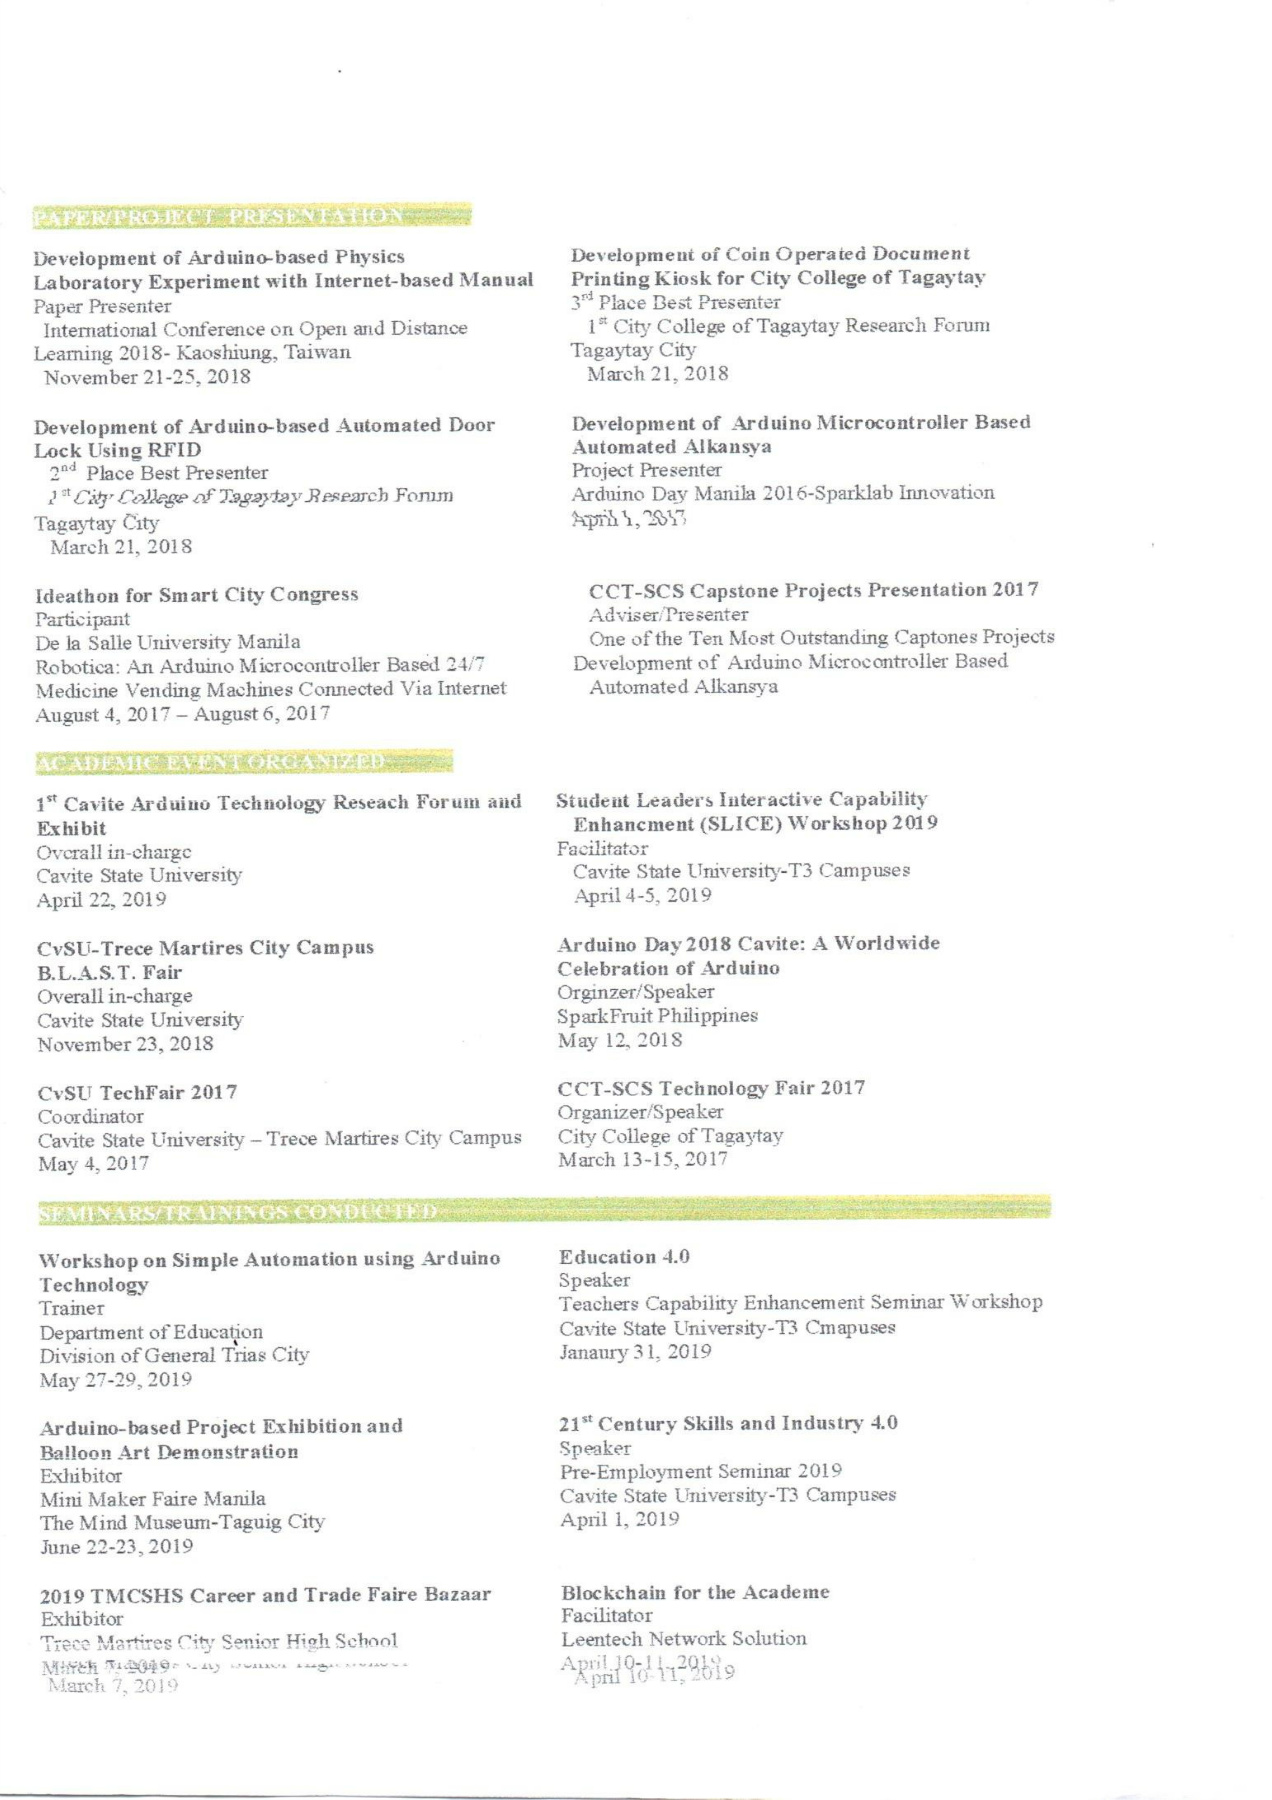 PAPER/PROJECT PRESENTATION
Development of Arduino-based Physics
Laboratory Experiment with Internet-based Manual
Paper Presenter
International Conference on Open and Distance
Learning 2018- Kaoshiung, Taiwan
November 21-25, 2018
Development of Arduino-based Automated Door
Lock Using RFID
2nd Place Best Presenter
1st City College of Tagaytay Research Forum
Tagaytay City
March 21, 2018
Ideathon for Smart City Congress
Participant
De la Salle University Manila
Robotica: An Arduino Microcontroller Based 24/7
Medicine Vending Machines Connected Via Internet
August 4, 2017 – August 6, 2017
Development of Coin Operated Document
Printing Kiosk for City College of Tagaytay
3rd Place Best Presenter
1st City College of Tagaytay Research Forum
Tagaytay City
March 21, 2018
Development of Arduino Microcontroller Based
Automated Alkansya
Project Presenter
Arduino Day Manila 2016-Sparklab Innovation
April 1, 2017
CCT-SCS Capstone Projects Presentation 2017
Adviser/Presenter
One of the Ten Most Outstanding Captones Projects
Development of Arduino Microcontroller Based
Automated Alkansya
ACADEMIC EVENT ORGANIZED
1st Cavite Arduino Technology Reseach Forum and
Exhibit
Overall in-charge
Cavite State University
April 22, 2019
CvSU-Trece Martires City Campus
B.L.A.S.T. Fair
Overall in-charge
Cavite State University
November 23, 2018
CvSU TechFair 2017
Coordinator
Cavite State University – Trece Martires City Campus
May 4, 2017
Student Leaders Interactive Capability
Enhancment (SLICE) Workshop 2019
Facilitator
Cavite State University-T3 Campuses
April 4-5, 2019
Arduino Day 2018 Cavite: A Worldwide
Celebration of Arduino
Orginzer/Speaker
SparkFruit Philippines
May 12, 2018
CCT-SCS Technology Fair 2017
Organizer/Speaker
City College of Tagaytay
March 13-15, 2017
SEMINARS/TRAININGS CONDUCTED
Workshop on Simple Automation using Arduino
Technology
Trainer
Department of Education
Division of General Trias City
May 27-29, 2019
Arduino-based Project Exhibition and
Balloon Art Demonstration
Exhibitor
Mini Maker Faire Manila
The Mind Museum-Taguig City
June 22-23, 2019
2019 TMCSHS Career and Trade Faire Bazaar
Exhibitor
Trece Martires City Senior High School
March 7, 2019
March 7, 2019
Education 4.0
Speaker
Teachers Capability Enhancement Seminar Workshop
Cavite State University-T3 Cmapuses
Janaury 31, 2019
21st Century Skills and Industry 4.0
Speaker
Pre-Employment Seminar 2019
Cavite State University-T3 Campuses
April 1, 2019
Blockchain for the Academe
Facilitator
Leentech Network Solution
April 10-11, 2019
April 10-11, 2019